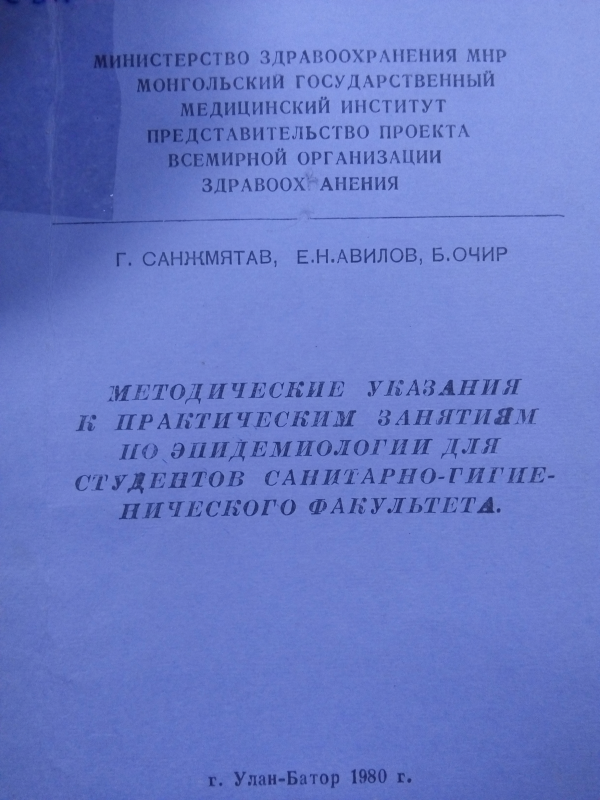 МИНИСТЕРСТВО ЗДРАВООХРАНЕНИЯ МНР
МОНГОЛЬСКИЙ ГОСУДАРСТВЕННЫЙ
МЕДИЦИНСКИЙ ИНСТИТУТ
ПРЕДСТАВИТЕЛЬСТВО ПРОЕКТА
ВСЕМИРНОЙ ОРГАНИЗАЦИИ
ЗДРАВООХРАНЕНИЯ
Г. САНЖМЯТАВ, Е.Н.АВИЛОВ, Б.ОЧИР
МЕТОДИЧЕСКИЕ УКАЗАНИЯ
К ПРАКТИЧЕСКИМ ЗАНЯТИЯМ
ПО ЭПИДЕМИОЛОГИИ ДЛЯ
СТУДЕНТОВ САНИТАРНО-ГИГИЕ-
НИЧЕСКОГО ФАКУЛЬТЕТА.
г. Улан-Батор 1980 г.